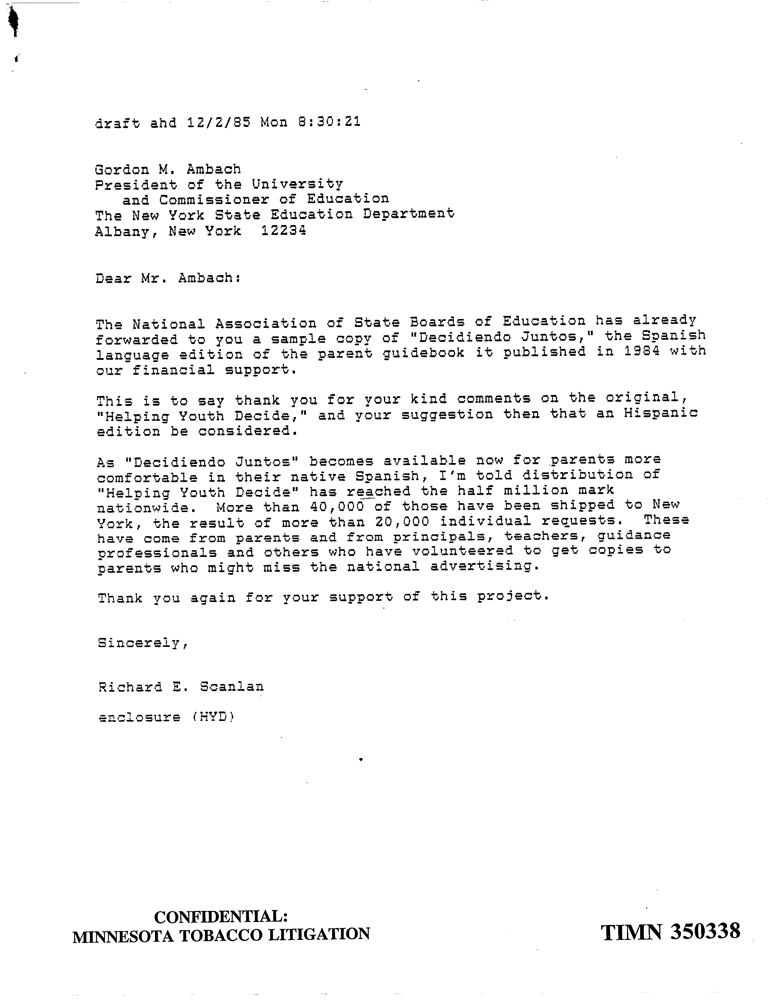 draft ahd 12/2/85 Mon 8:30:21
Gordon M. Ambach
President of the University
and Commissioner of Education
The New York State Education Department
Albany, New York 12234
Dear Mr. Ambach:
The National Association of State Boards of Education has already
forwarded to you a sample copy of "Decidiendo Juntos," the Spanish
language edition of the parent guidebook it published in 1984 with
our financial support.
This is to say thank you for your kind comments on the original,
"Helping Youth Decide," and your suggestion then that an Hispanic
edition be considered.
As "Decidiendo Juntos" becomes available now for parents more
comfortable in their native Spanish, I'm told distribution of
"Helping Youth Decide" has reached the half million mark
nationwide. More than 40,000 of those have been shipped to New
York, the result of more than 20,000 individual requests. These
have come from parents and from principals, teachers, guidance
professionals and others who have volunteered to get copies to
parents who might miss the national advertising.
Thank you again for your support of this project.
Sincerely,
Richard E. Scanlan
enclosure (HYD)
CONFIDENTIAL:
MINNESOTA TOBACCO LITIGATION
TIMN 350338